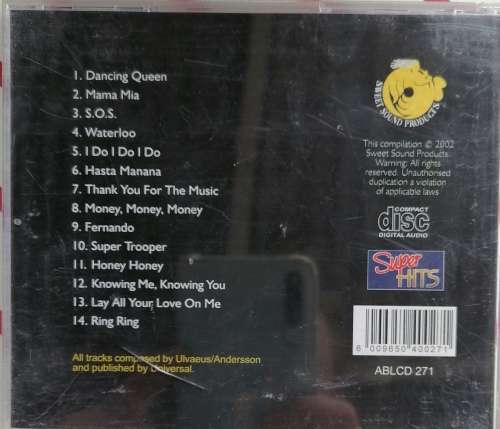 1. Dancing Queen
2. Mama Mia
3. S.O.S.
4. Waterloo
5. I Do I Do I Do
6. Hasta Manana
7. Thank You For The Music
8. Money, Money, Money
9. Fernando
10. Super Trooper
11. Honey Honey
12. Knowing Me, Knowing You
13. Lay All Your Love On Me
14. Ring Ring
All tracks composed by Ulvaeus/Andersson
and published by Universal.
SWEET SOUND PRODUCTS
This compilation © 2002
Sweet Sound Products.
Warning: All rights
reserved. Unauthorised
duplication a violation
of applicable laws
COMPACT
disc
DIGITAL AUDIO
Super
HITS
6 009650 400271
ABLCD 271